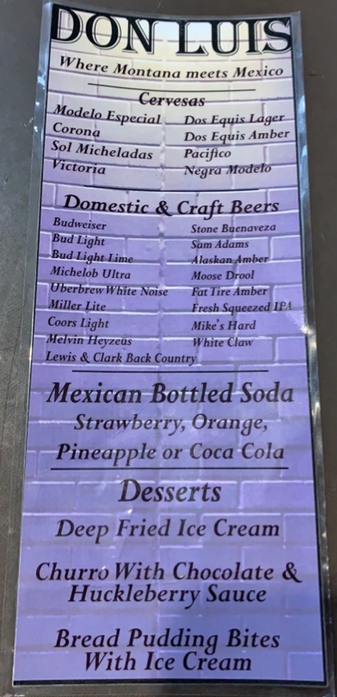 DON LUIS
Where Montana meets Mexico
Cervesas
Modelo Especial
Corona
Sol Micheladas
Victoria
Dos Equis Lager
Dos Equis Amber
Pacifico
Negra Modelo
Domestic & Craft Beers
Budweiser
Bud Light
Bud Light Lime
Michelob Ultra
Uberbrew White Noise
Miller Lite
Coors Light
Melvin Heyzeus
Lewis & Clark Back Country
Stone Buenaveza
Sam Adams
Alaskan Amber
Moose Drool
Fat Tire Amber
Fresh Squeezed IPA
Mike's Hard
White Claw
Mexican Bottled Soda
Strawberry, Orange,
Pineapple or Coca Cola
Desserts
Deep Fried Ice Cream
Churro With Chocolate &
Huckleberry Sauce
Bread Pudding Bites
With Ice Cream